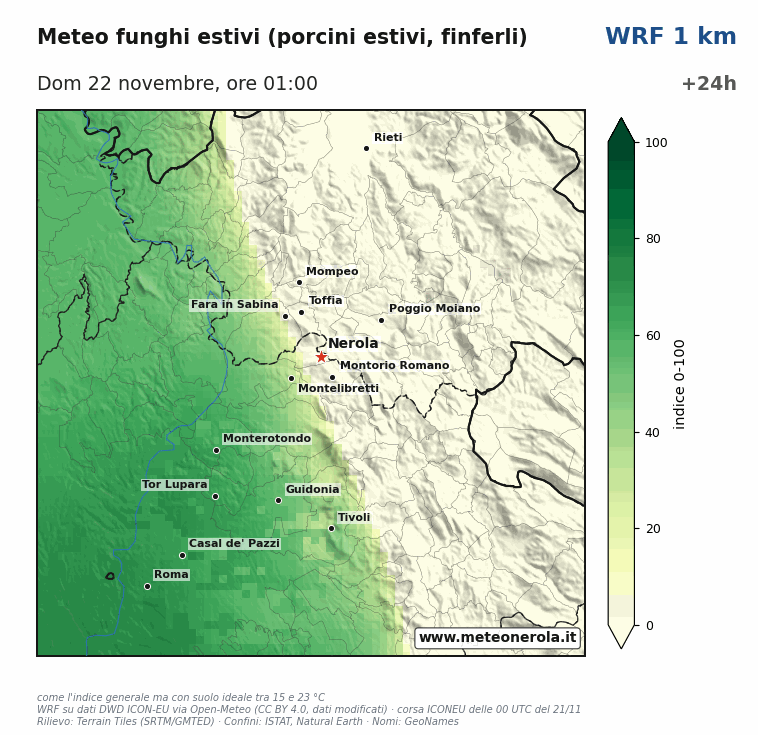 Meteo funghi estivi (porcini estivi, finferli)
WRF 1 km
Dom 22 novembre, ore 01:00
+24h
Rieti
Mompeo
Toffia
Fara in Sabina
Poggio Moiano
Nerola
Montorio Romano
Montelibretti
Monterotondo
Tor Lupara
Guidonia
Tivoli
Casal de' Pazzi
Roma
www.meteonerola.it
100
80
60
40
20
0
indice 0-100
come l'indice generale ma con suolo ideale tra 15 e 23 °C
WRF su dati DWD ICON-EU via Open-Meteo (CC BY 4.0, dati modificati) · corsa ICONEU delle 00 UTC del 21/11
Rilievo: Terrain Tiles (SRTM/GMTED) · Confini: ISTAT, Natural Earth · Nomi: GeoNames